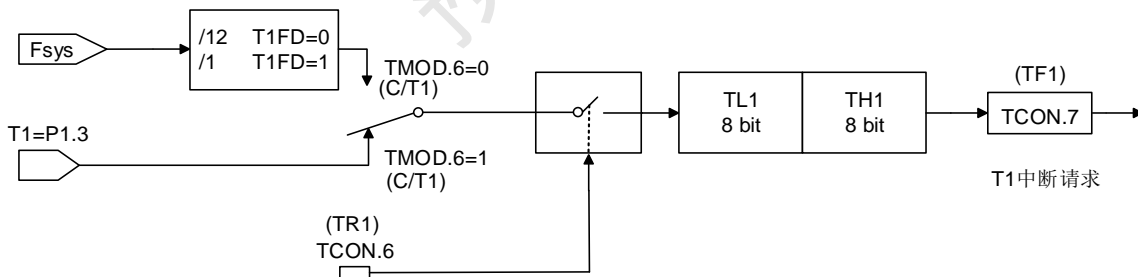 Fsys
/12 T1FD=0
/1 T1FD=1
TMOD.6=0
(C/T1)
T1=P1.3
TMOD.6=1
(C/T1)
(TR1)
TCON.6
TL1
8 bit
TH1
8 bit
(TF1)
TCON.7
T1中断请求